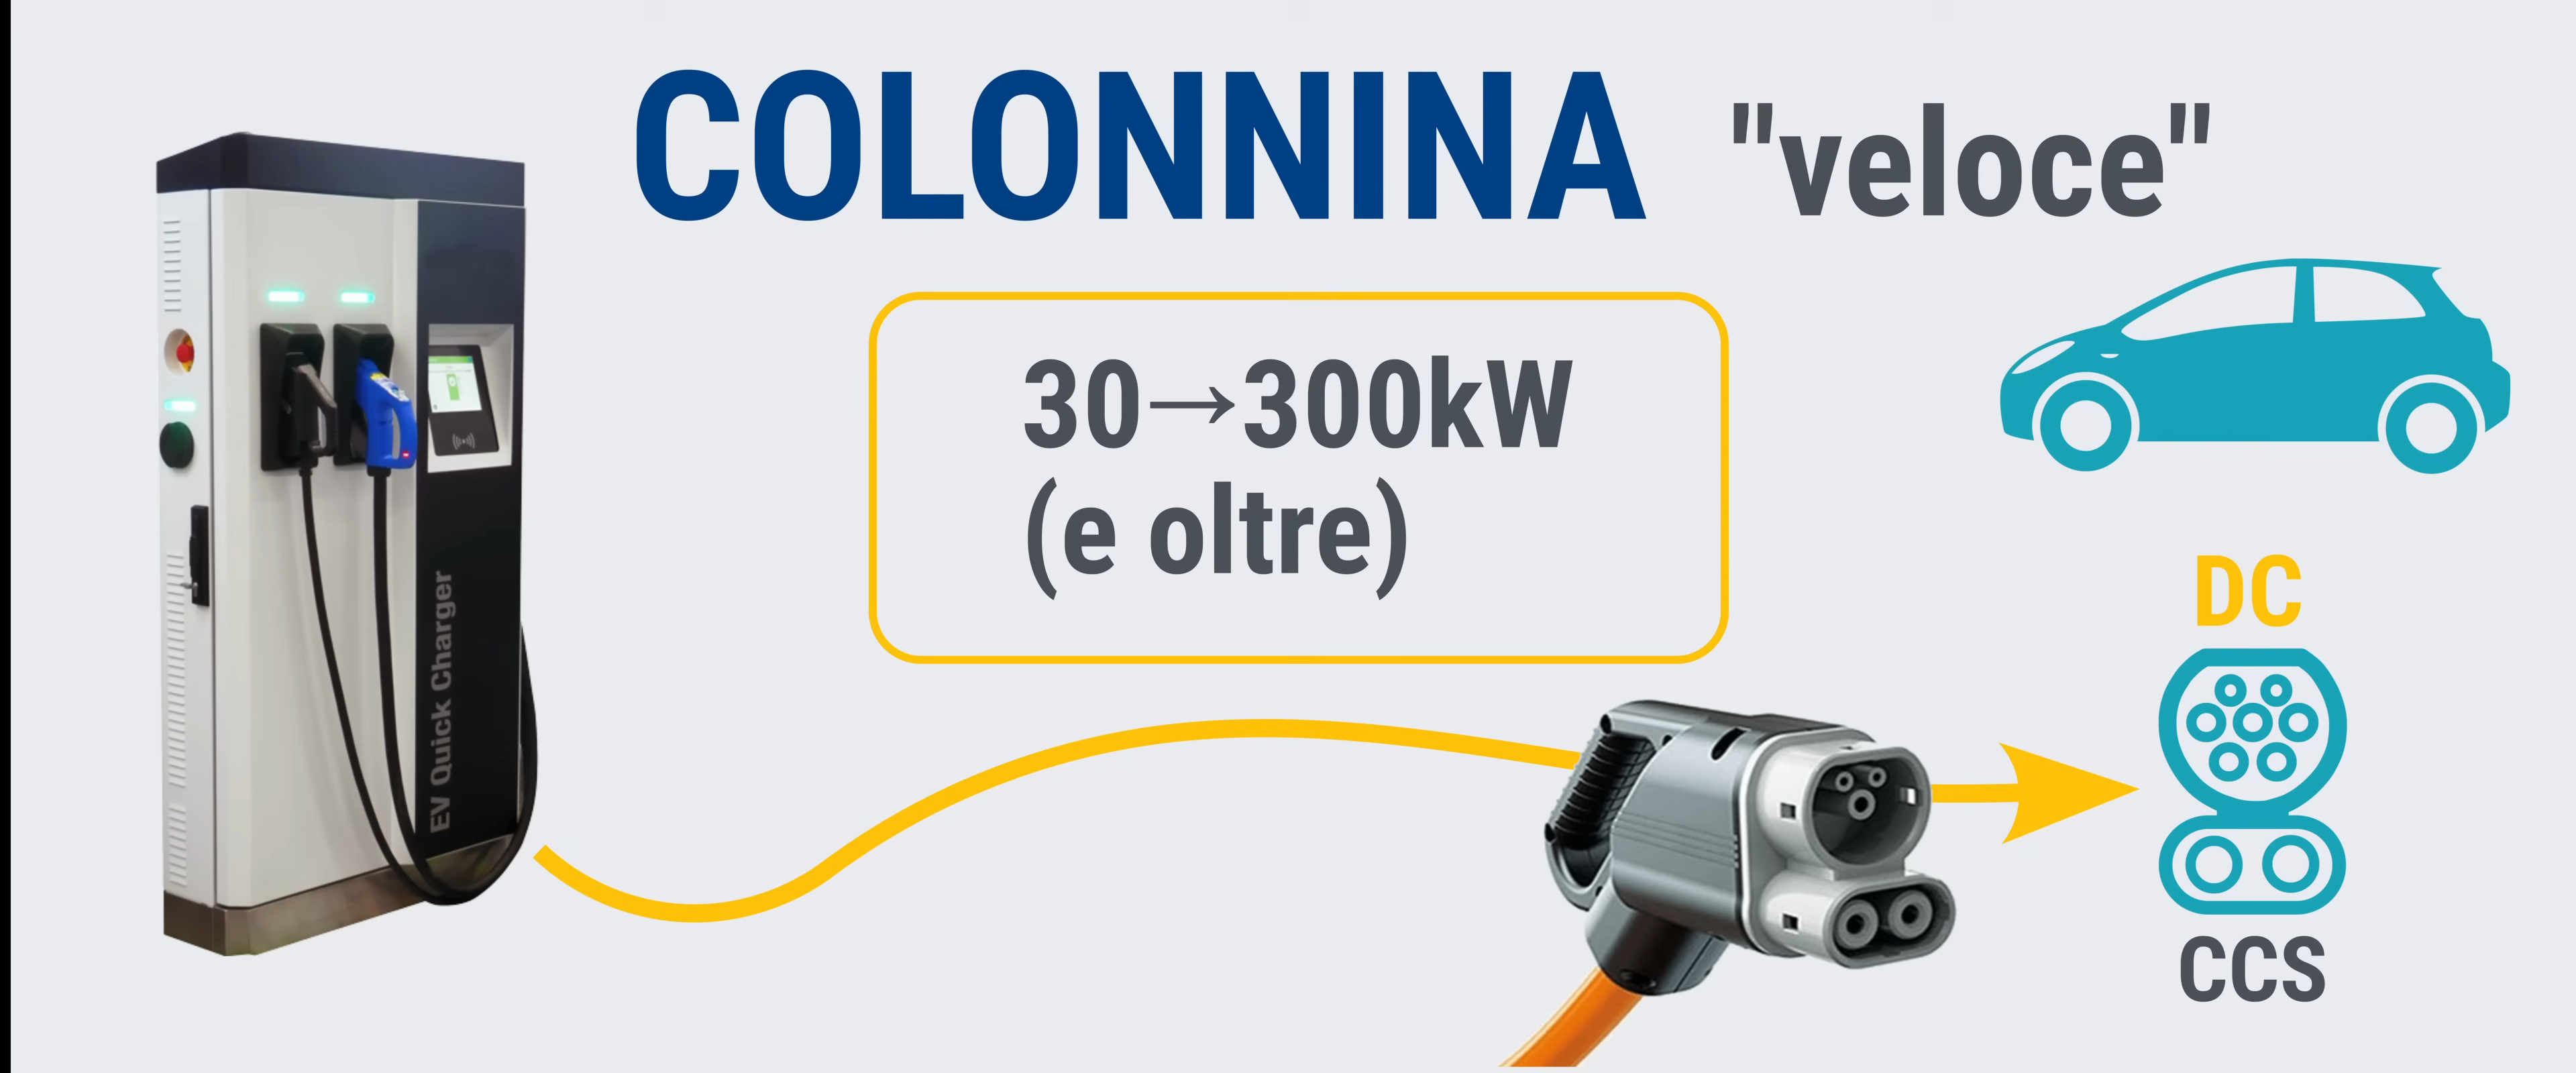 COLONNINA "veloce"
30→300kW
(e oltre)
EV Quick Charger
DC
CCS